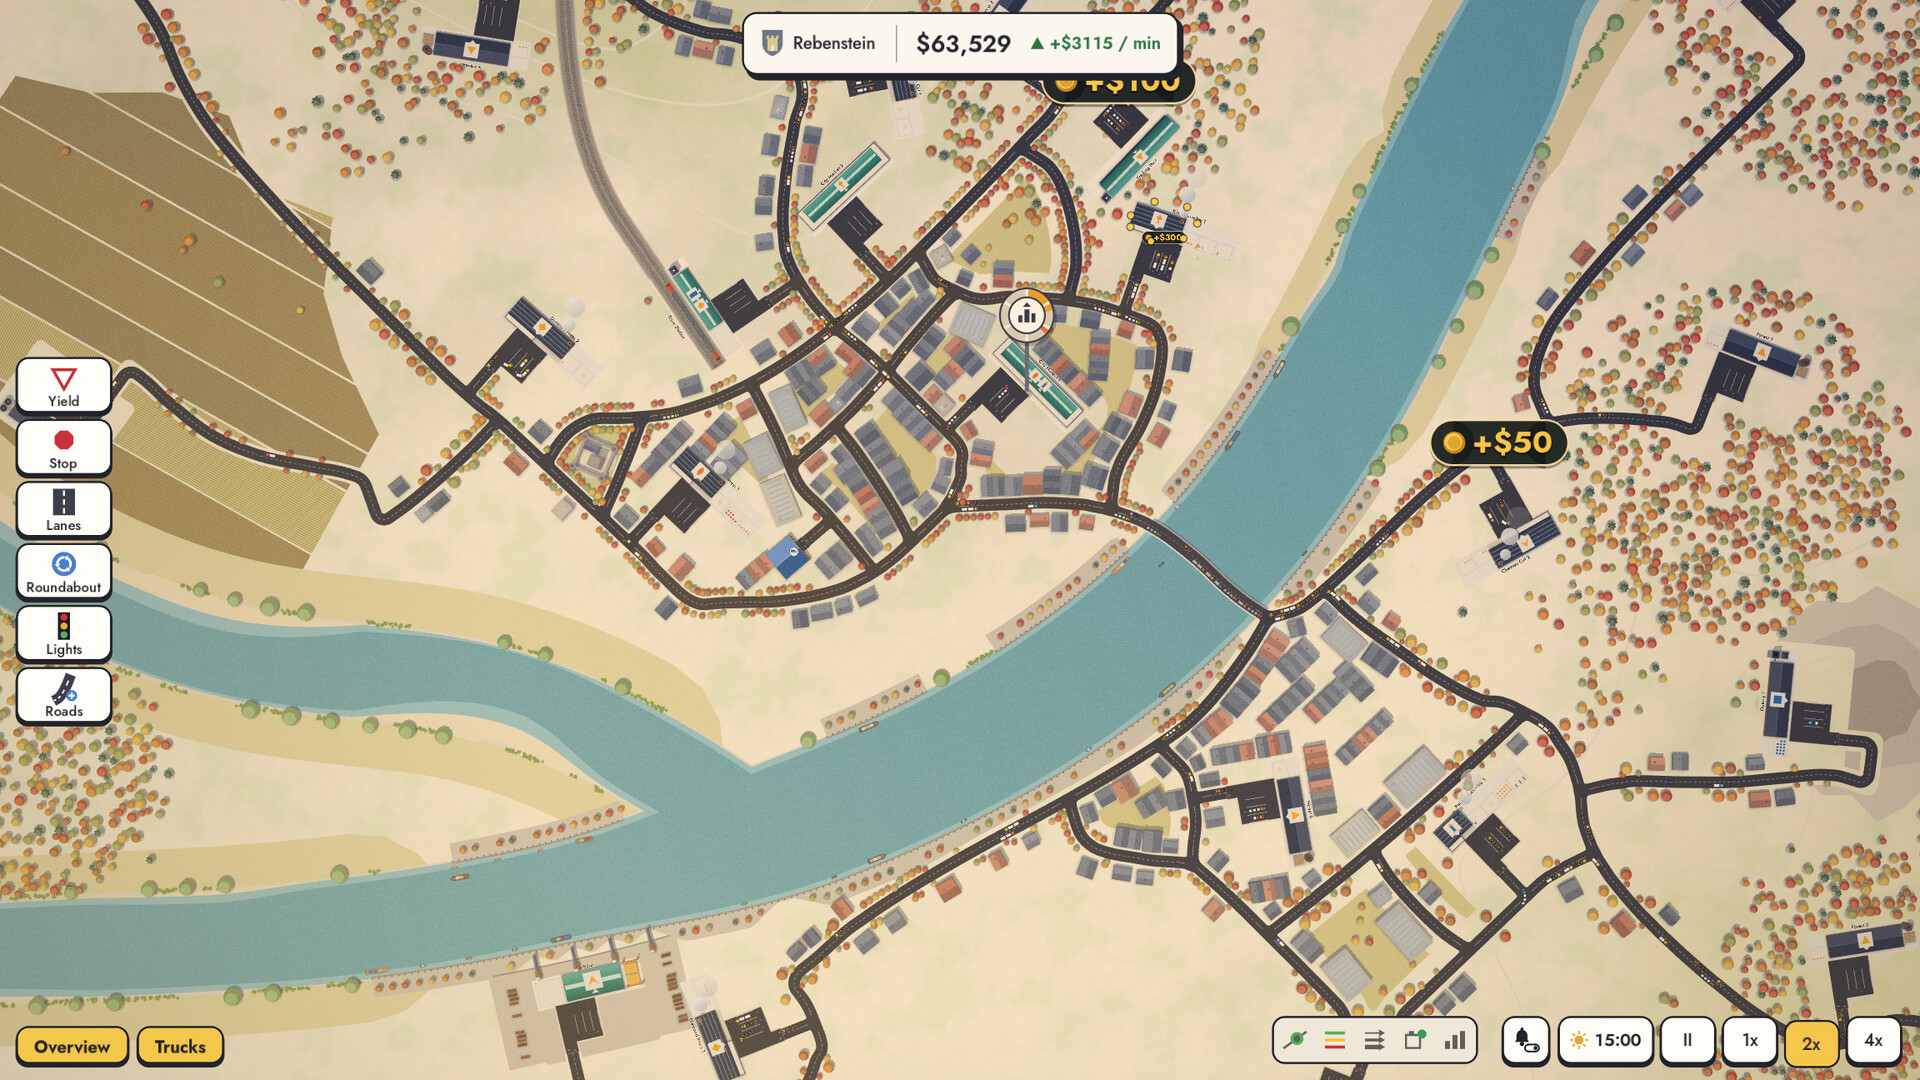 Rebenstein
$63,529
+$3115 / min
+$100
+$300
+$50
Yield
Stop
Lanes
Roundabout
Lights
Roads
Overview
Trucks
15:00
1x
2x
4x